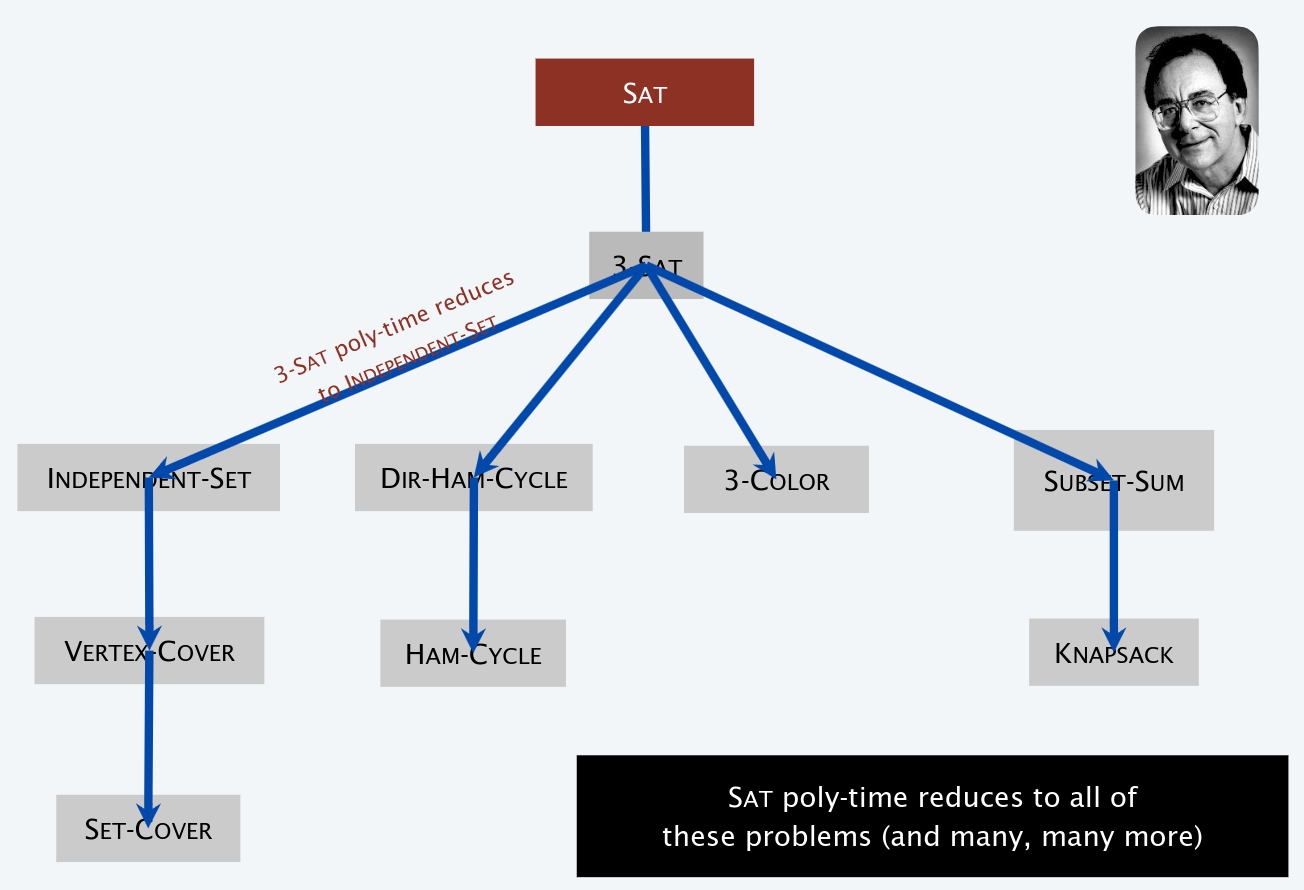 SAT
3-SAT
3-SAT poly-time reduces
to INDEPENDENT-SET
INDEPENDENT-SET
DIR-HAM-CYCLE
3-COLOR
SUBSET-SUM
VERTEX-COVER
HAM-CYCLE
KNAPSACK
SET-COVER
SAT poly-time reduces to all of
these problems (and many, many more)